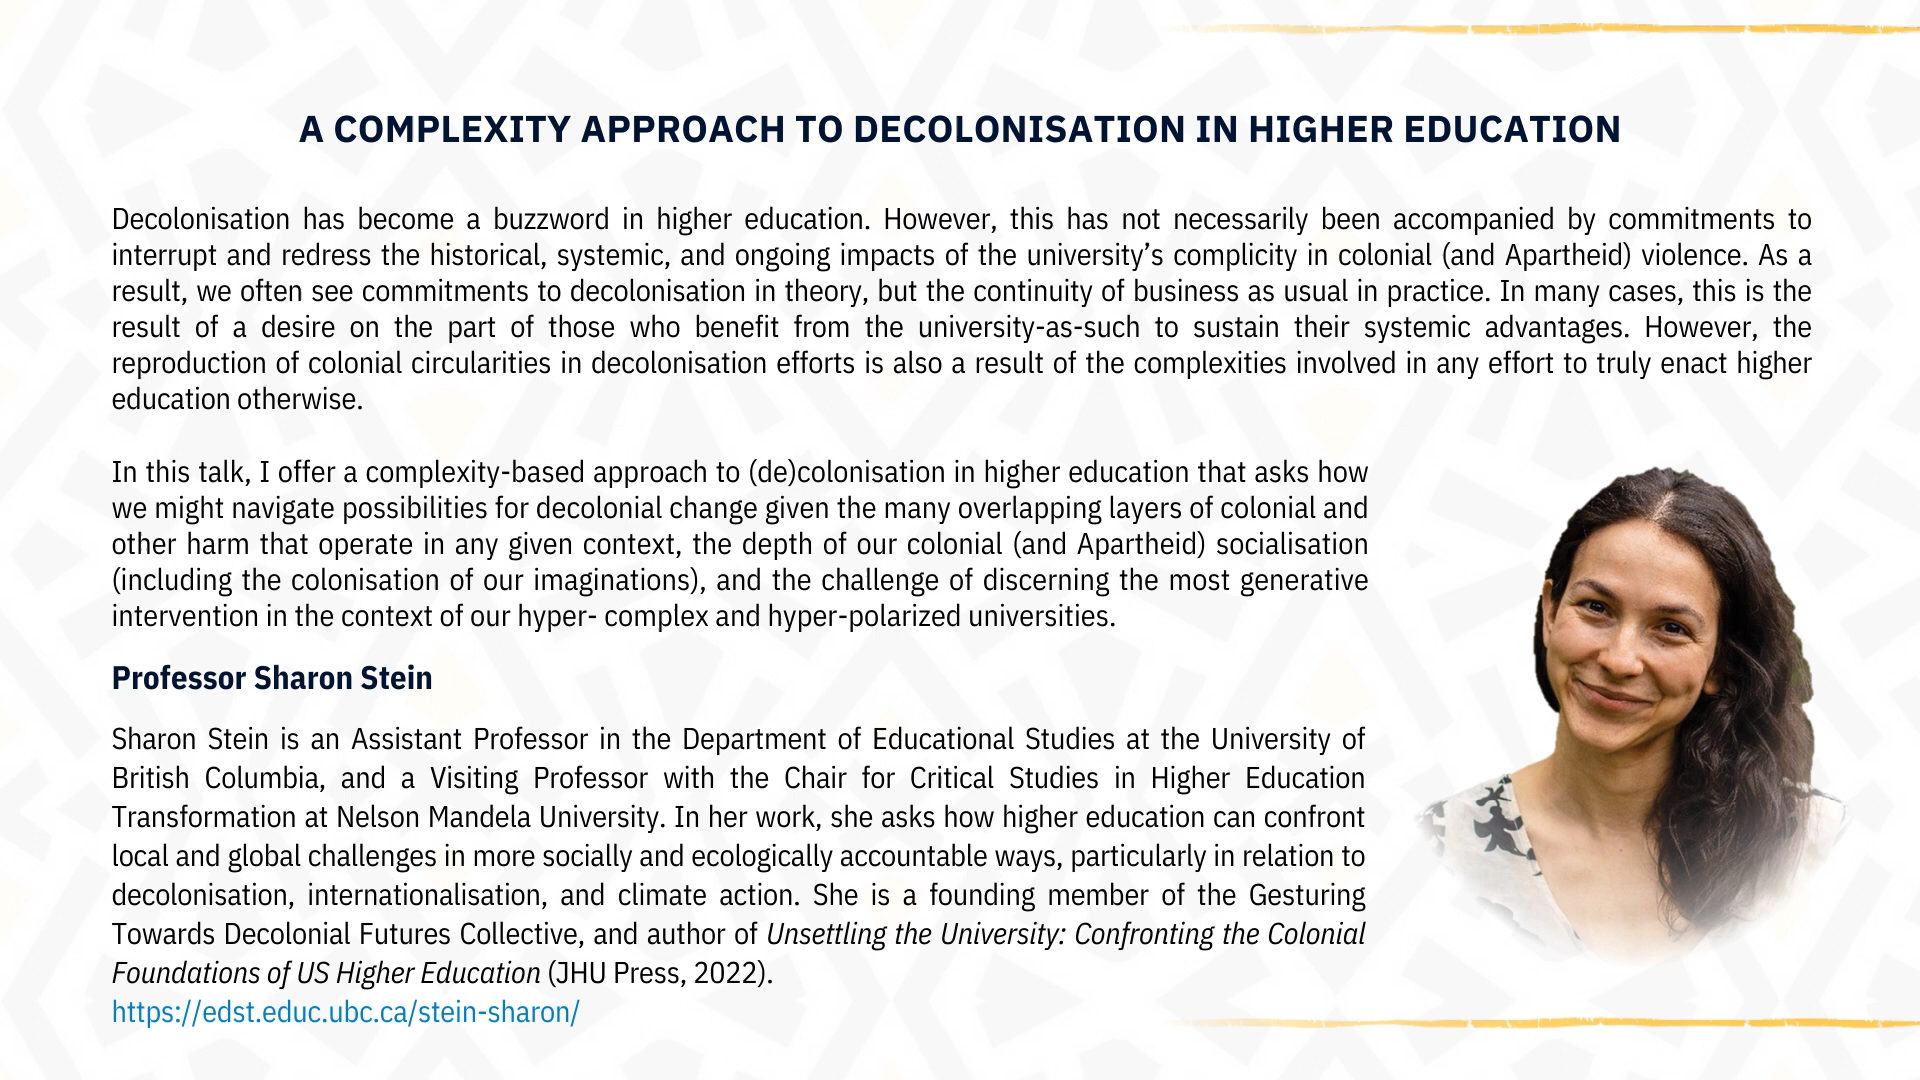 A COMPLEXITY APPROACH TO DECOLONISATION IN HIGHER EDUCATION
Decolonisation has become a buzzword in higher education. However, this has not necessarily been accompanied by commitments to
interrupt and redress the historical, systemic, and ongoing impacts of the university’s complicity in colonial (and Apartheid) violence. As a
result, we often see commitments to decolonisation in theory, but the continuity of business as usual in practice. In many cases, this is the
result of a desire on the part of those who benefit from the university-as-such to sustain their systemic advantages. However, the
reproduction of colonial circularities in decolonisation efforts is also a result of the complexities involved in any effort to truly enact higher
education otherwise.
In this talk, I offer a complexity-based approach to (de)colonisation in higher education that asks how
we might navigate possibilities for decolonial change given the many overlapping layers of colonial and
other harm that operate in any given context, the depth of our colonial (and Apartheid) socialisation
(including the colonisation of our imaginations), and the challenge of discerning the most generative
intervention in the context of our hyper- complex and hyper-polarized universities.
Professor Sharon Stein
Sharon Stein is an Assistant Professor in the Department of Educational Studies at the University of
British Columbia, and a Visiting Professor with the Chair for Critical Studies in Higher Education
Transformation at Nelson Mandela University. In her work, she asks how higher education can confront
local and global challenges in more socially and ecologically accountable ways, particularly in relation to
decolonisation, internationalisation, and climate action. She is a founding member of the Gesturing
Towards Decolonial Futures Collective, and author of Unsettling the University: Confronting the Colonial
Foundations of US Higher Education (JHU Press, 2022).
https://edst.educ.ubc.ca/stein-sharon/